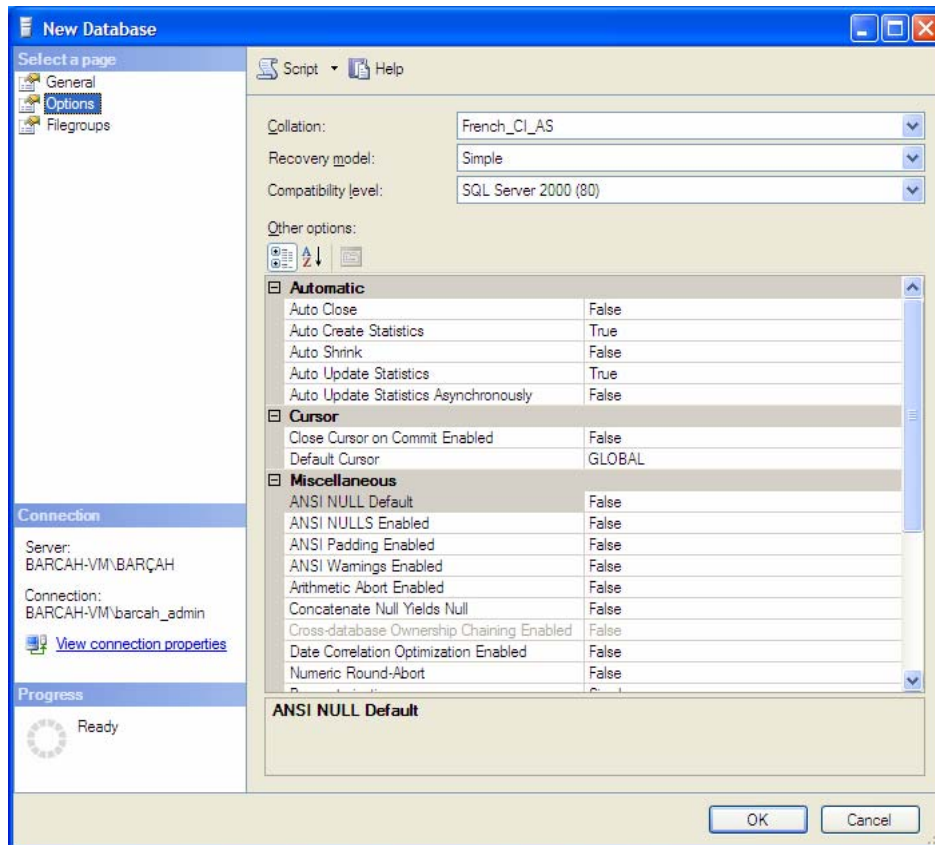 New Database
Select a page
General
Options
Filegroups
Script Help
Collation: French_CI_AS
Recovery model: Simple
Compatibility level: SQL Server 2000 (80)
Other options:
Automatic
Auto Close False
Auto Create Statistics True
Auto Shrink False
Auto Update Statistics True
Auto Update Statistics Asynchronously False
Cursor
Close Cursor on Commit Enabled False
Default Cursor GLOBAL
Miscellaneous
ANSI NULL Default False
ANSI NULLS Enabled False
ANSI Padding Enabled False
ANSI Warnings Enabled False
Arithmetic Abort Enabled False
Concatenate Null Yields Null False
Cross-database Ownership Chaining Enabled False
Date Correlation Optimization Enabled False
Numeric Round-Abort False
ANSI NULL Default
Connection
Server:
BARCAH-VM\BARÇAH
Connection:
BARCAH-VM\barcah_admin
View connection properties
Progress
Ready
OK Cancel